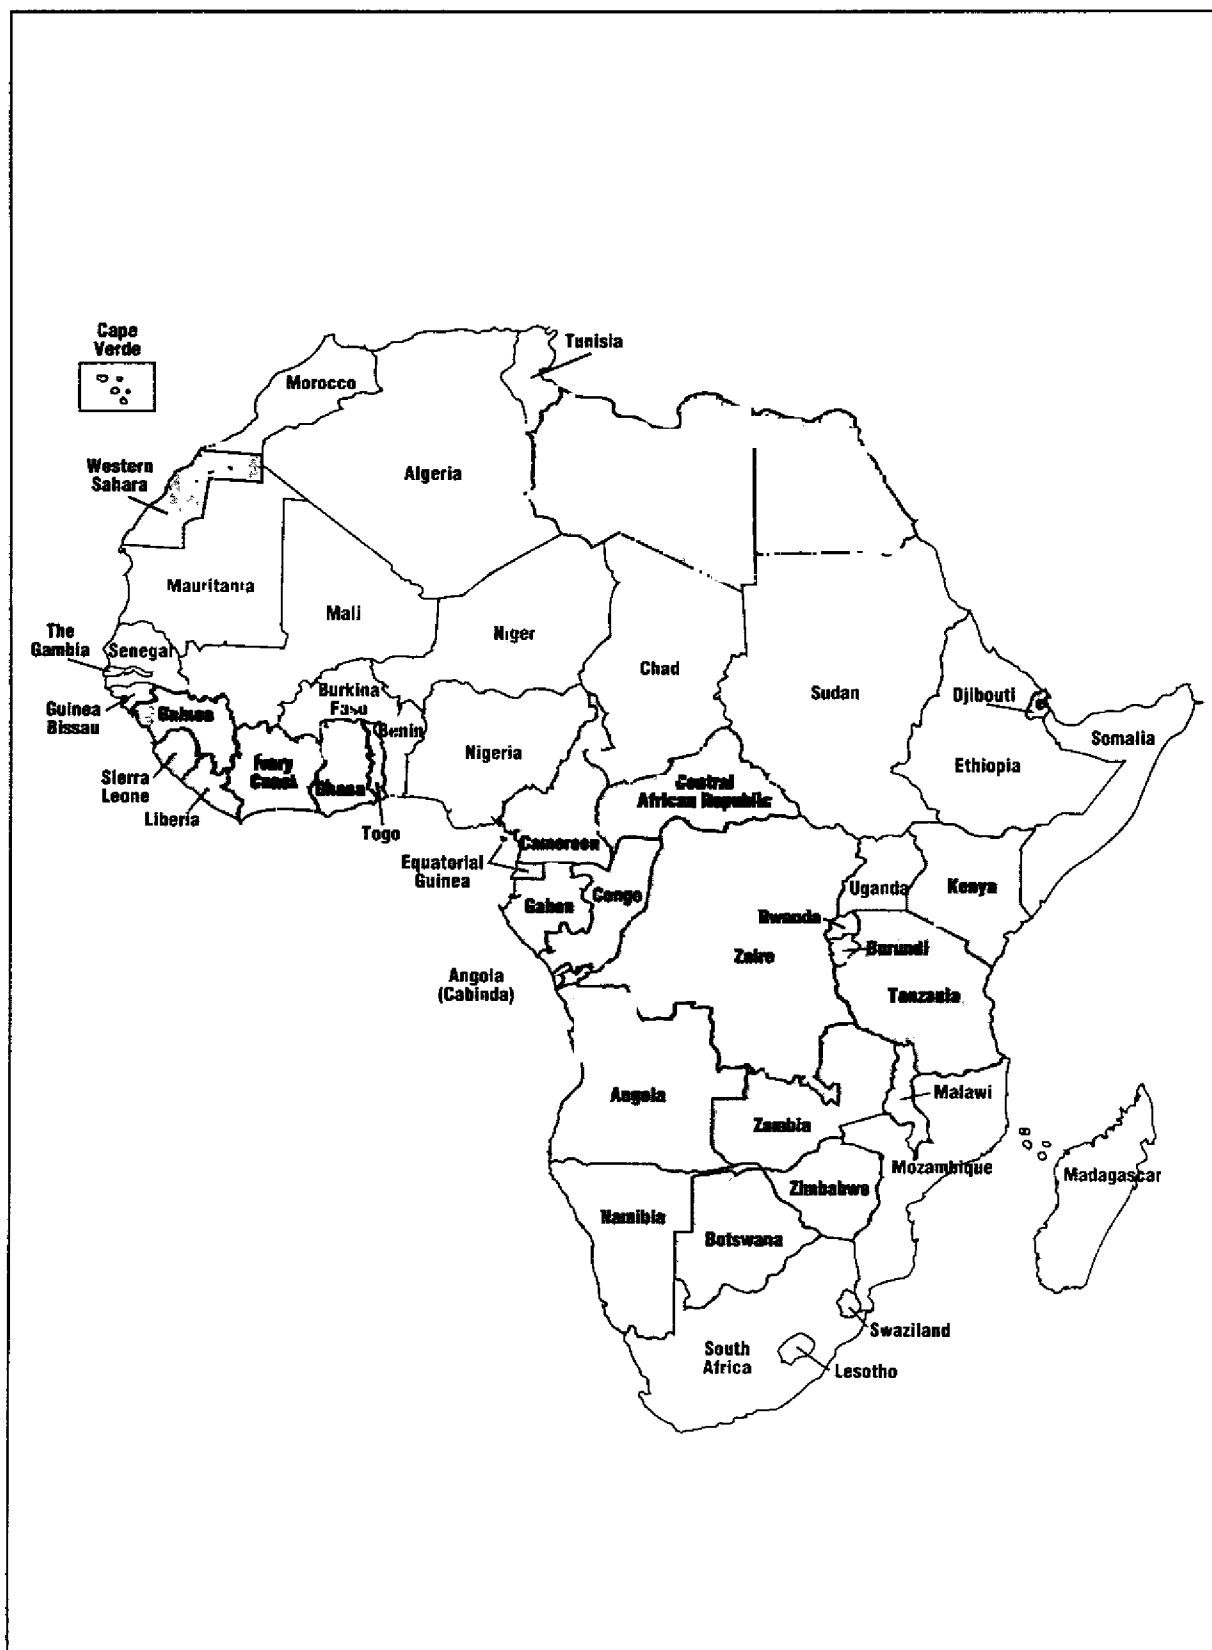 Cape
Verde
Tunisia
Morocco
Western
Sahara
Algeria
Mauritania
Mali
Niger
Chad
Sudan
The
Gambia
Senegal
Guinea
Bissau
Guinea
Burkina
Faso
Benin
Nigeria
Djibouti
Somalia
Ethiopia
Sierra
Leone
Liberia
Ivory
Coast
Ghana
Togo
Central
African Republic
Cameroon
Equatorial
Guinea
Gabon
Congo
Uganda
Kenya
Rwanda
Burundi
Zaire
Tanzania
Angola
(Cabinda)
Angola
Zambia
Malawi
Mozambique
Madagascar
Zimbabwe
Namibia
Botswana
Swaziland
South
Africa
Lesotho